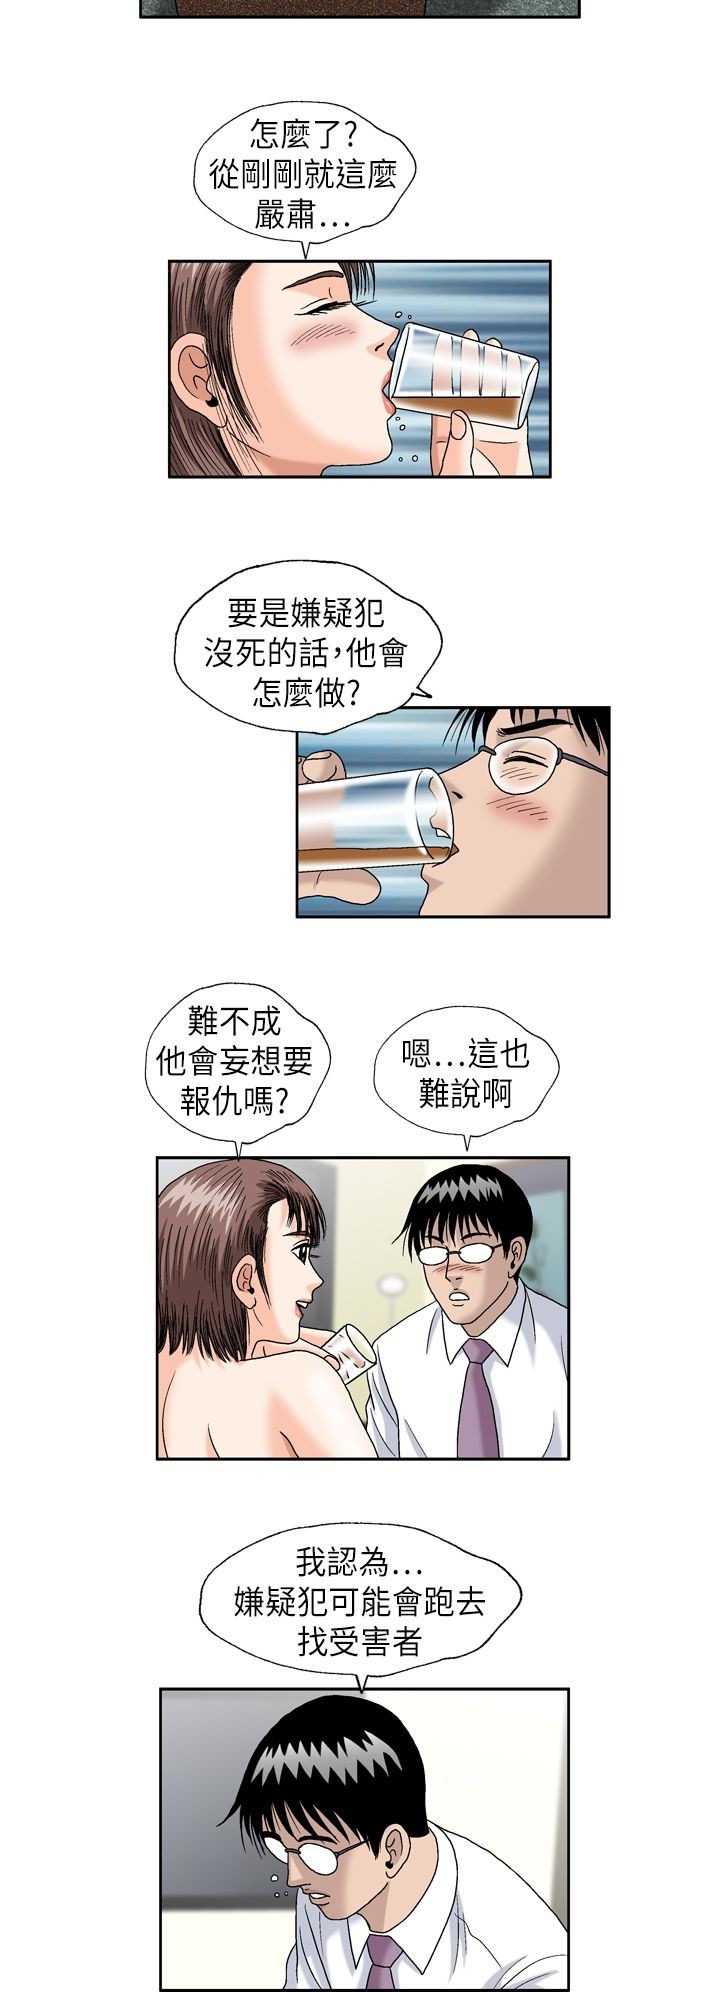 怎麼了?
從剛剛就這麼
嚴肅...
要是嫌疑犯
沒死的話,他會
怎麼做?
難不成
他會妄想要
報仇嗎?
嗯...這也
難說啊
我認為...
嫌疑犯可能會跑去
找受害者